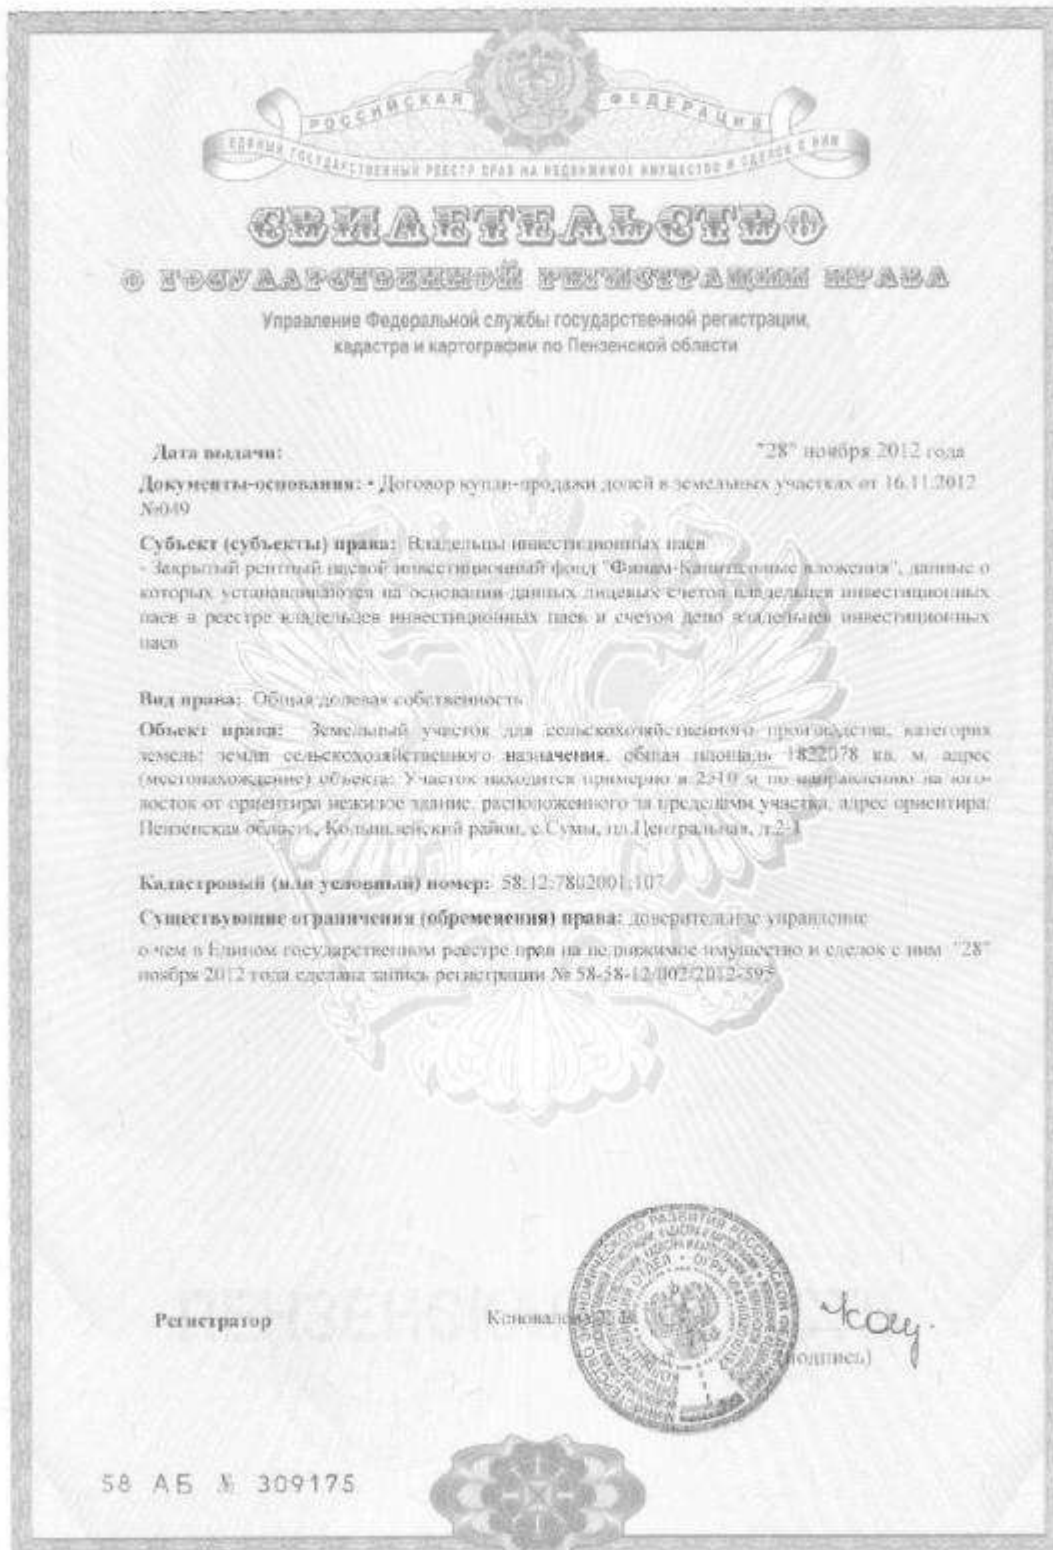 РОССИЙСКАЯ ФЕДЕРАЦИЯ
ЕДИНЫЙ ГОСУДАРСТВЕННЫЙ РЕЕСТР ПРАВ НА НЕДВИЖИМОЕ ИМУЩЕСТВО И СДЕЛОК С НИМ
СВИДЕТЕЛЬСТВО
О ГОСУДАРСТВЕННОЙ РЕГИСТРАЦИИ ПРАВА
Управление Федеральной службы государственной регистрации,
кадастра и картографии по Пензенской области
Дата выдачи: "28" ноября 2012 года
Документы-основания: • Договор купли-продажи долей в земельных участках от 16.11.2012
№049
Субъект (субъекты) права: Владельцы инвестиционных паев
- Закрытый рентный паевой инвестиционный фонд "Финам-Капитальные вложения", данные о
которых устанавливаются на основании данных лицевых счетов владельцев инвестиционных
паев в реестре владельцев инвестиционных паев и счетов депо владельцев инвестиционных
паев
Вид права: Общая долевая собственность
Объект права: Земельный участок для сельскохозяйственного производства, категория
земель: земли сельскохозяйственного назначения, общая площадь 1822078 кв. м, адрес
(местонахождение) объекта: Участок находится примерно в 2310 м по направлению на юго-
восток от ориентира нежилое здание, расположенного за пределами участка, адрес ориентира:
Пензенская область, Колышлейский район, с.Сумы, пл.Центральная, д.2-1
Кадастровый (или условный) номер: 58:12:7802001:107
Существующие ограничения (обременения) права: доверительное управление
о чем в Едином государственном реестре прав на недвижимое имущество и сделок с ним "28"
ноября 2012 года сделана запись регистрации № 58-58-12/002/2012-595
Регистратор
(подпись)
58 АБ № 309175